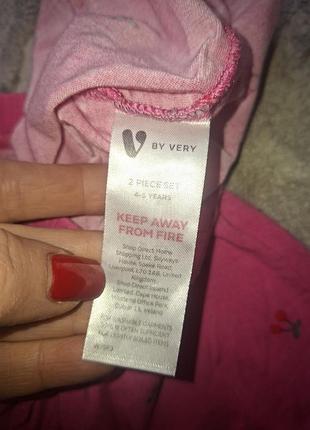 V BY VERY
2 PIECE SET
4-5 YEARS
KEEP AWAY
FROM FIRE
Shop Direct Home
Shopping Ltd, Skyways
House, Speke Road,
Liverpool, L70 1AB, United
Kingdom.
Shop Direct Ireland
Limited, Cape House,
Westend Office Park,
Dublin 15, Ireland